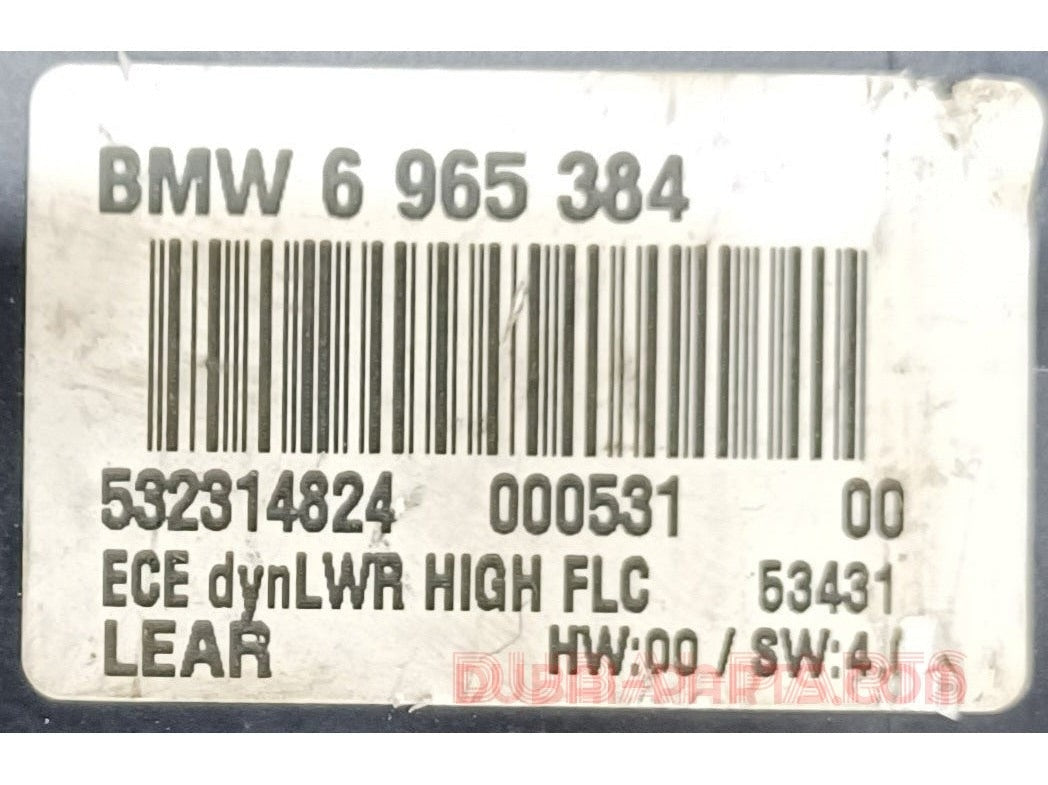 BMW 6 965 384
532314824 000531 00
ECE dynLWR HIGH FLC 53431
LEAR HW:00 / SW:4 /